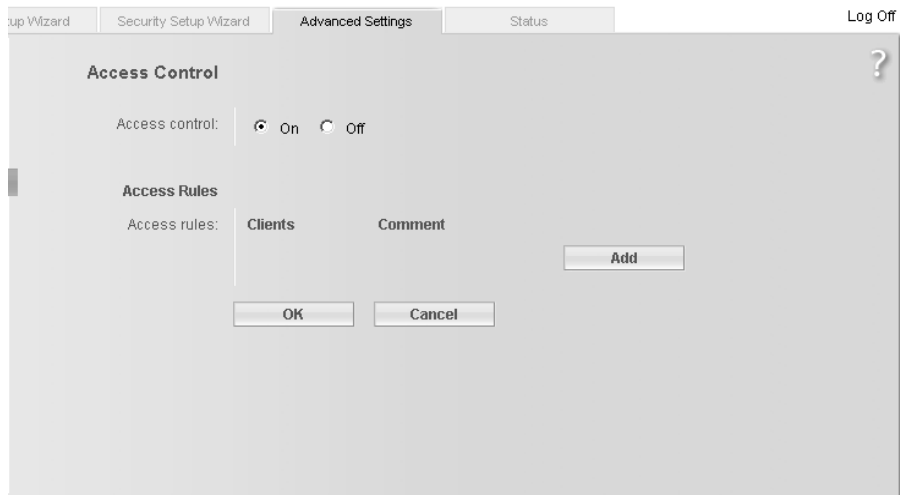 tup Wizard Security Setup Wizard Advanced Settings Status Log Off
?
Access Control
Access control: On Off
Access Rules
Access rules: Clients Comment
Add
OK Cancel